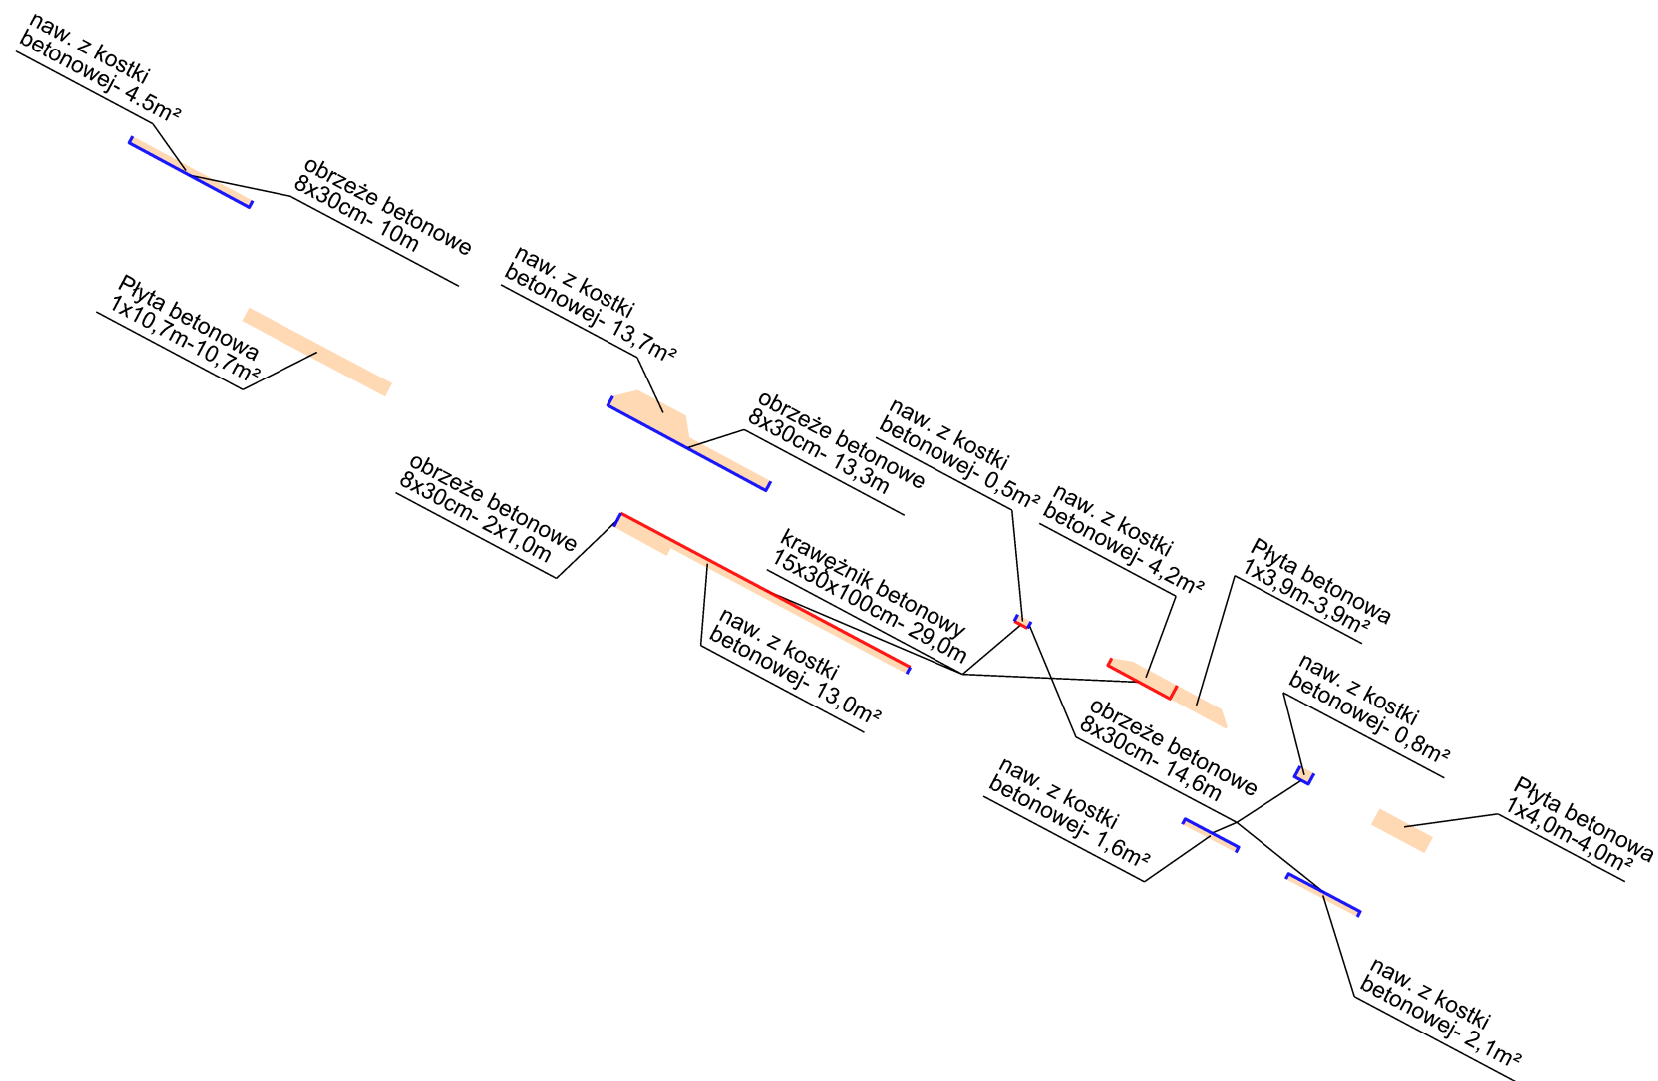 naw. z kostki
betonowej- 4.5m²
obrzeże betonowe
8x30cm- 10m
Płyta betonowa
1x10,7m-10,7m²
naw. z kostki
betonowej- 13,7m²
obrzeże betonowe
8x30cm- 13,3m
naw. z kostki
betonowej- 0,5m²
obrzeże betonowe
8x30cm- 2x1,0m
naw. z kostki
betonowej- 4,2m²
krawężnik betonowy
15x30x100cm- 29,0m
Płyta betonowa
1x3,9m-3,9m²
naw. z kostki
betonowej- 13,0m²
naw. z kostki
betonowej- 0,8m²
obrzeże betonowe
8x30cm- 14,6m
naw. z kostki
betonowej- 1,6m²
Płyta betonowa
1x4,0m-4,0m²
naw. z kostki
betonowej- 2,1m²